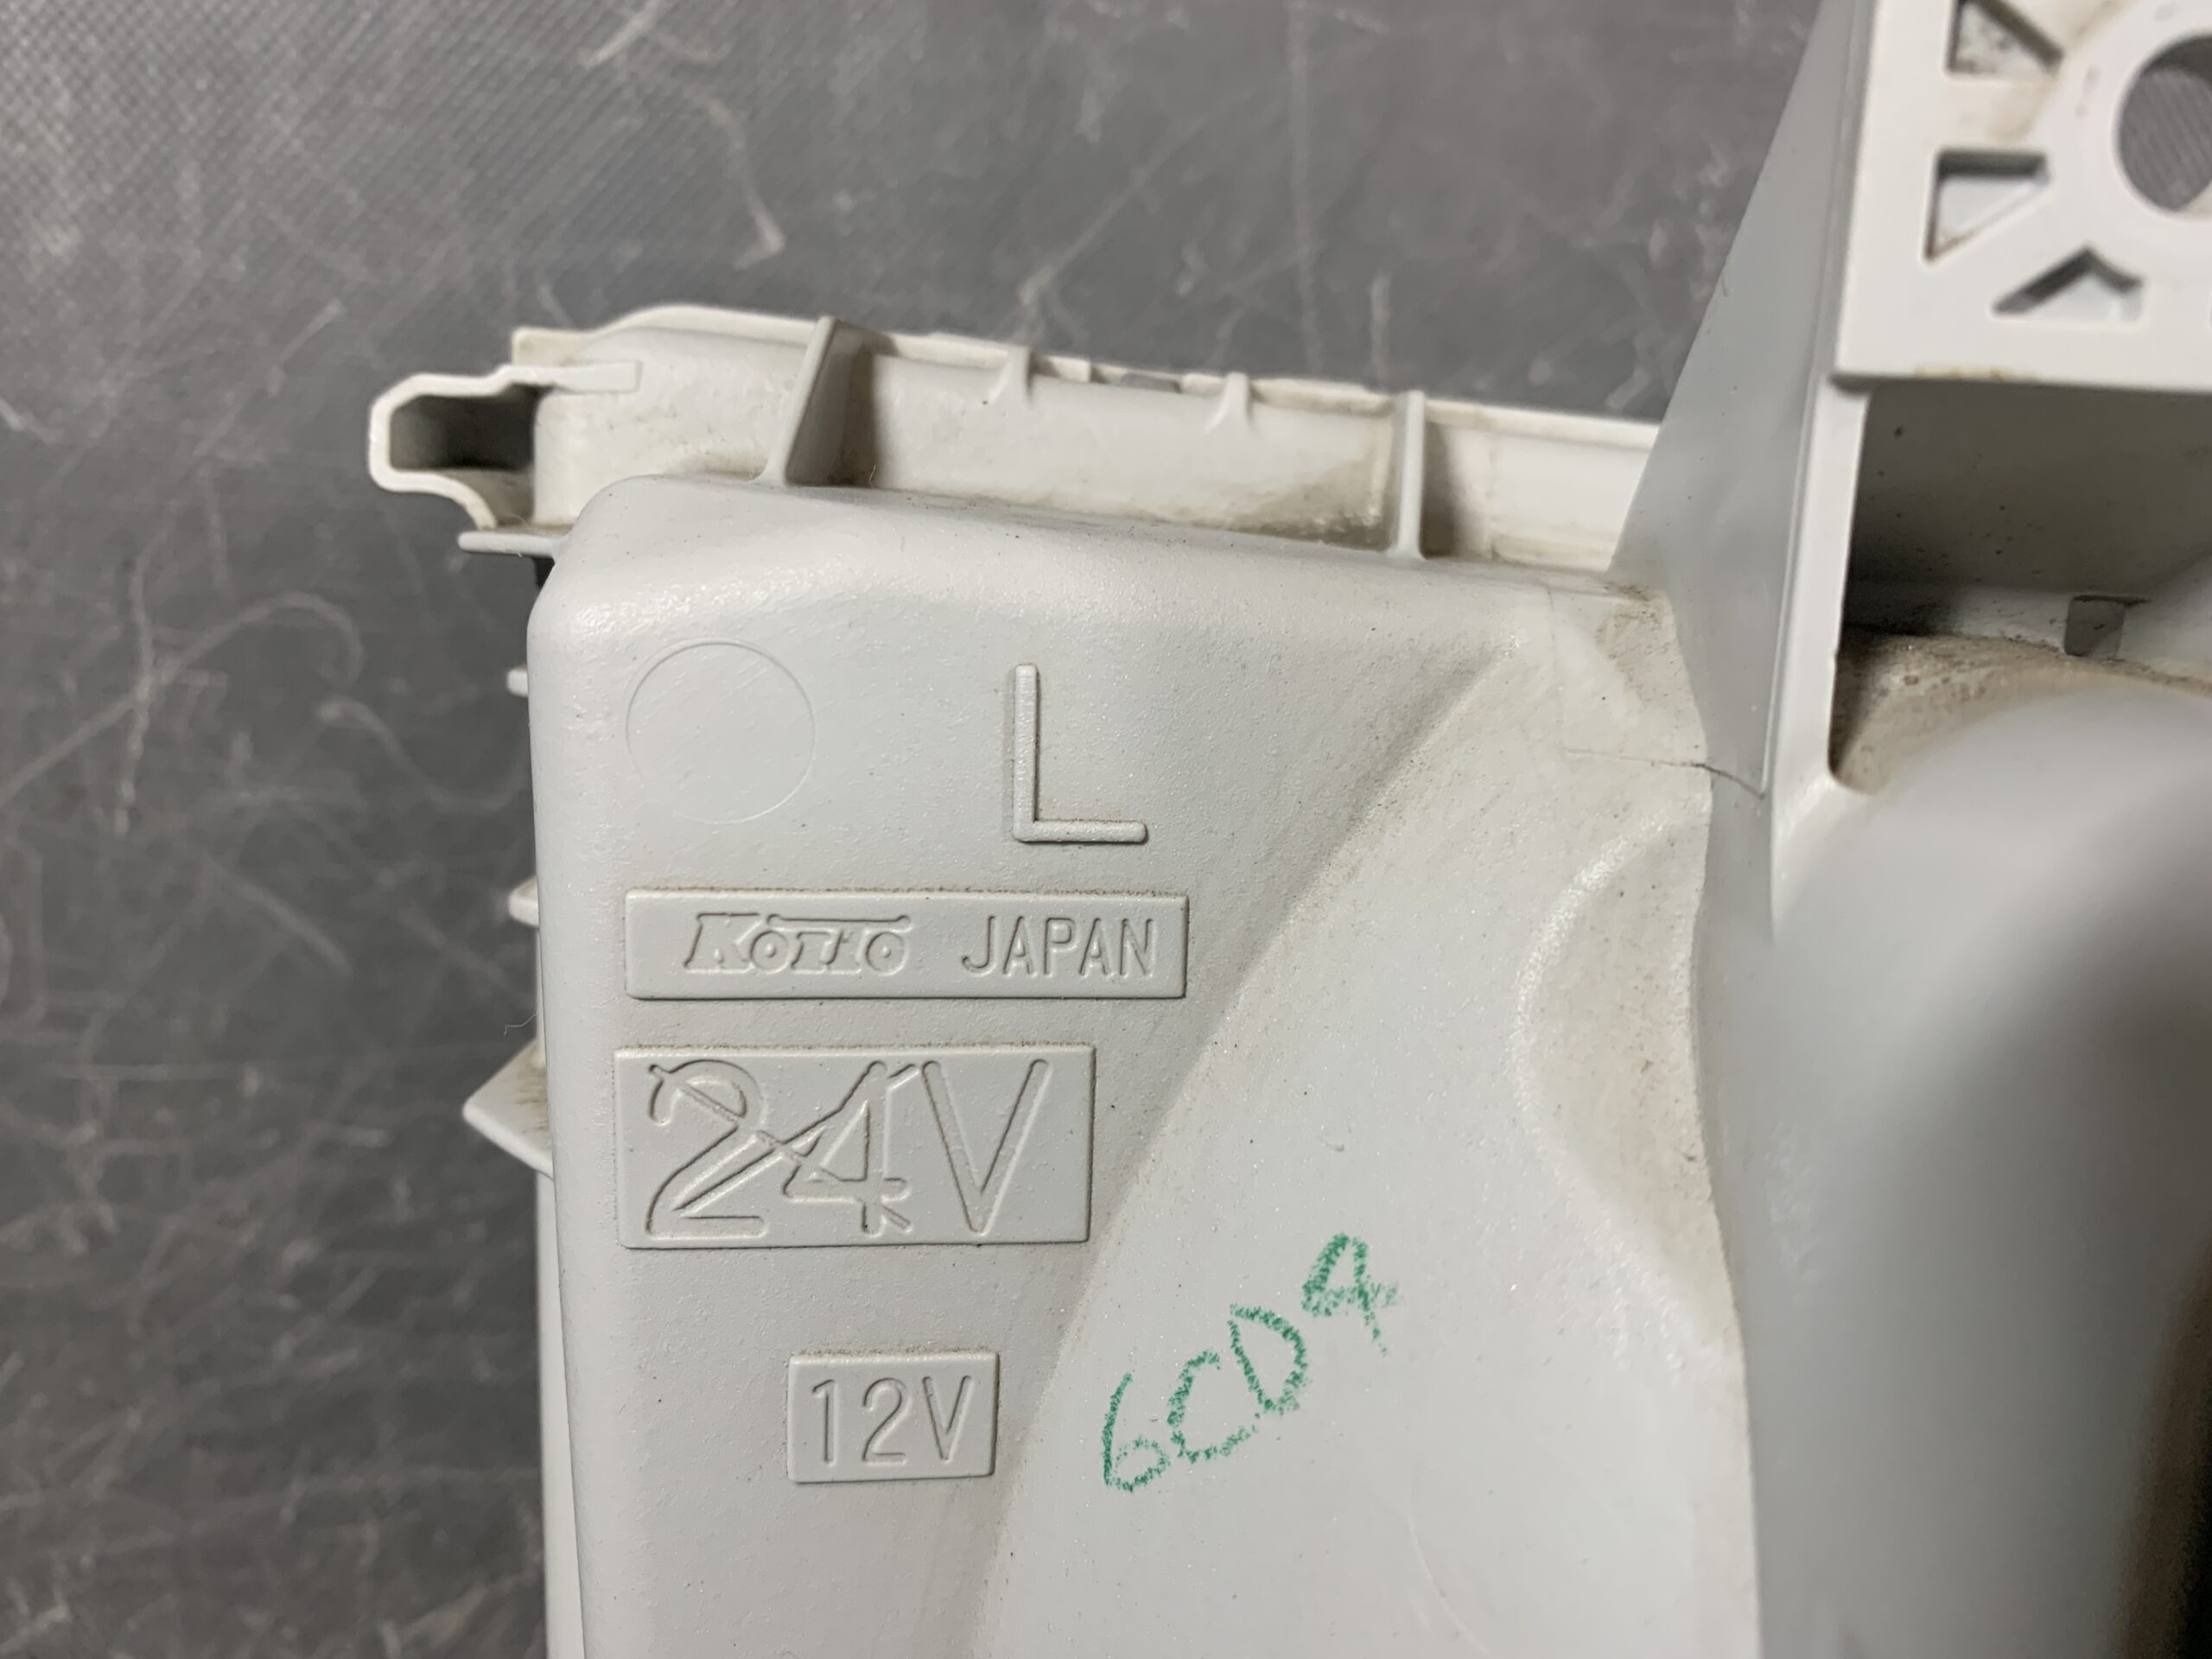 L
KOITO JAPAN
24V
12V
6CD4